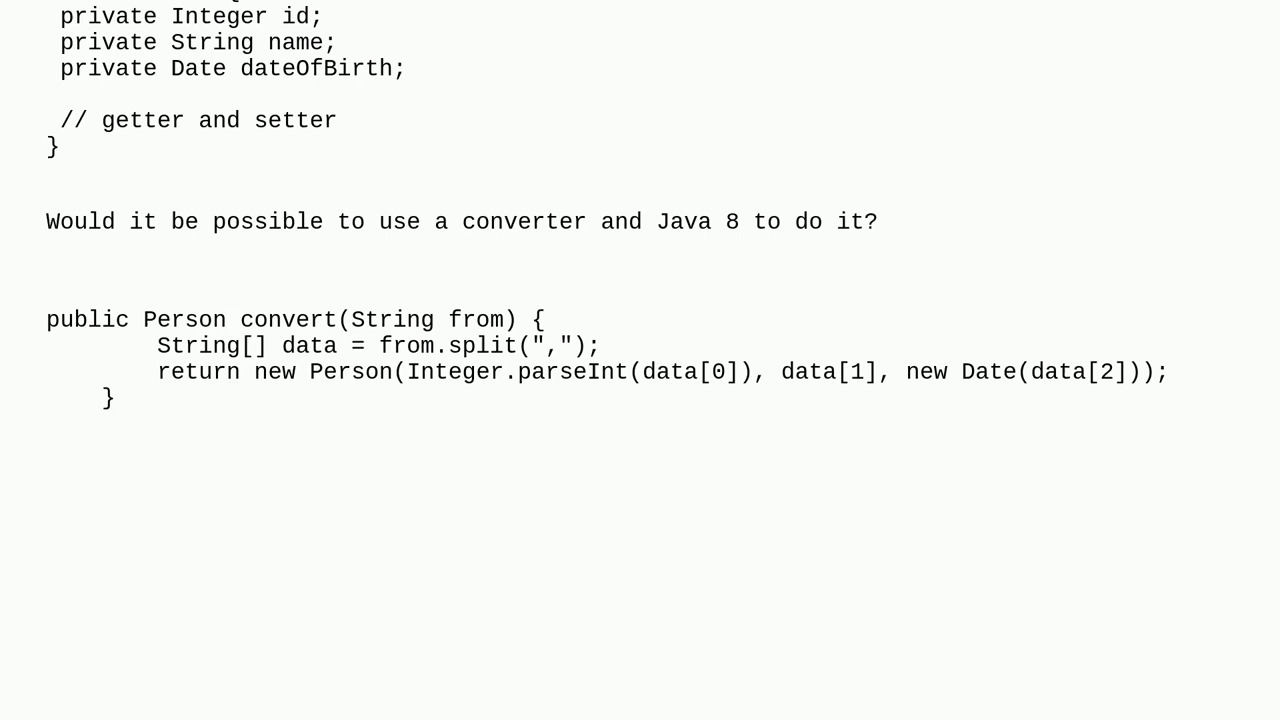 private Integer id;
private String name;
private Date dateOfBirth;
// getter and setter
}
Would it be possible to use a converter and Java 8 to do it?
public Person convert(String from) {
String[] data = from.split(",");
return new Person(Integer.parseInt(data[0]), data[1], new Date(data[2]));
}